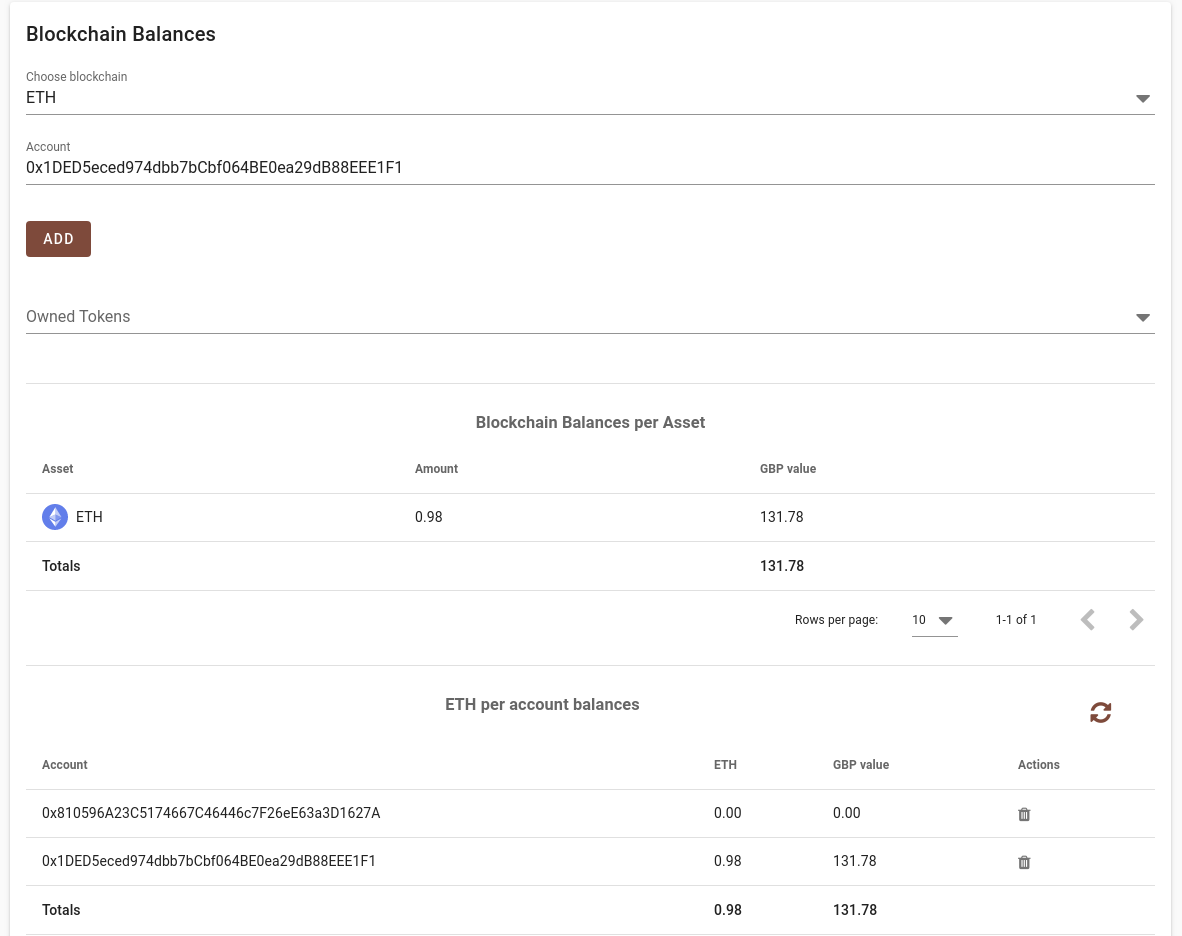 Blockchain Balances
Choose blockchain
ETH
Account
0x1DED5eced974dbb7bCbf064BE0ea29dB88EEE1F1
ADD
Owned Tokens
Blockchain Balances per Asset
Asset Amount GBP value
ETH 0.98 131.78
Totals 131.78
Rows per page: 10 1-1 of 1
ETH per account balances
Account ETH GBP value Actions
0x810596A23C5174667C46446c7F26eE63a3D1627A 0.00 0.00
0x1DED5eced974dbb7bCbf064BE0ea29dB88EEE1F1 0.98 131.78
Totals 0.98 131.78